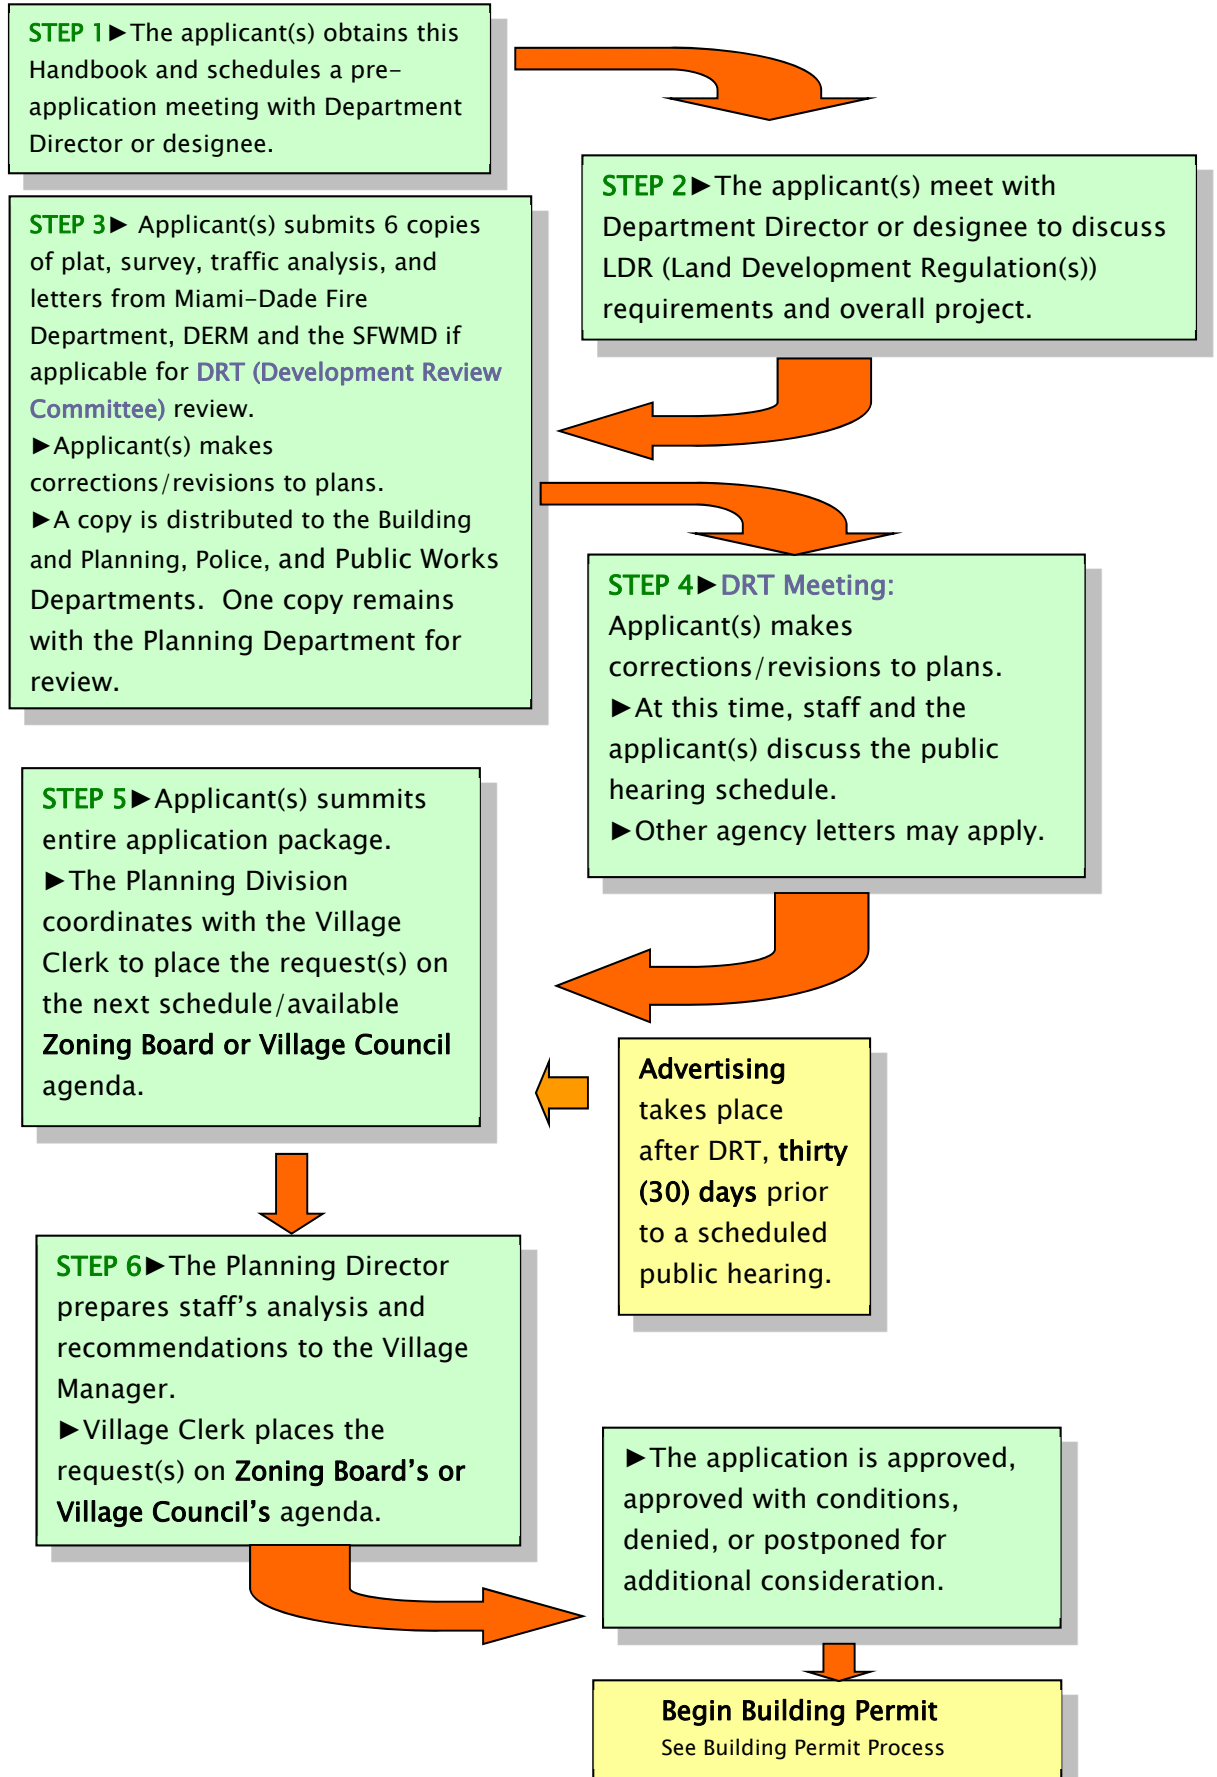 STEP 1►The applicant(s) obtains this
Handbook and schedules a pre-
application meeting with Department
Director or designee.
STEP 2►The applicant(s) meet with
Department Director or designee to discuss
LDR (Land Development Regulation(s))
requirements and overall project.
STEP 3► Applicant(s) submits 6 copies
of plat, survey, traffic analysis, and
letters from Miami-Dade Fire
Department, DERM and the SFWMD if
applicable for DRT (Development Review
Committee) review.
►Applicant(s) makes
corrections/revisions to plans.
►A copy is distributed to the Building
and Planning, Police, and Public Works
Departments.  One copy remains
with the Planning Department for
review.
STEP 4►DRT Meeting:
Applicant(s) makes
corrections/revisions to plans.
►At this time, staff and the
applicant(s) discuss the public
hearing schedule.
►Other agency letters may apply.
STEP 5►Applicant(s) summits
entire application package.
►The Planning Division
coordinates with the Village
Clerk to place the request(s) on
the next schedule/available
Zoning Board or Village Council
agenda.
Advertising
takes place
after DRT, thirty
(30) days prior
to a scheduled
public hearing.
STEP 6►The Planning Director
prepares staff’s analysis and
recommendations to the Village
Manager.
►Village Clerk places the
request(s) on Zoning Board’s or
Village Council’s agenda.
►The application is approved,
approved with conditions,
denied, or postponed for
additional consideration.
Begin Building Permit
See Building Permit Process